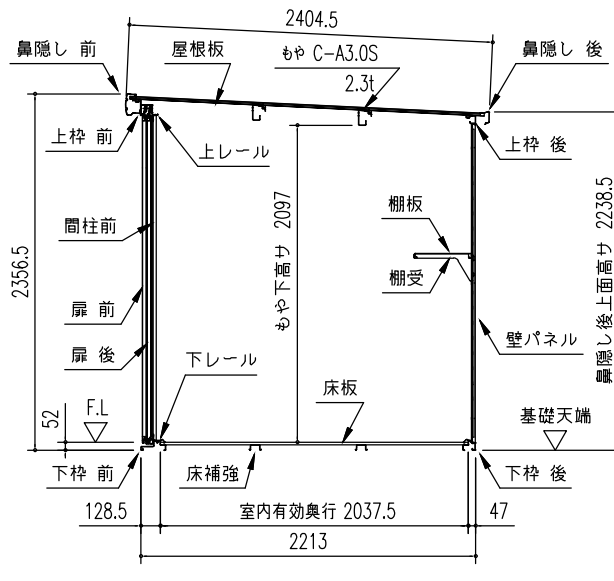 2404.5
鼻隠し 前
屋根板
もや C-A3.0S
2.3t
鼻隠し 後
上枠 前
上レール
上枠 後
間柱前
もや下高サ 2097
棚板
棚受
2356.5
鼻隠し後上面高サ 2238.5
扉 前
扉 後
壁パネル
下レール
床板
52
F.L
基礎天端
下枠 前
床補強
下枠 後
128.5
室内有効奥行 2037.5
47
2213